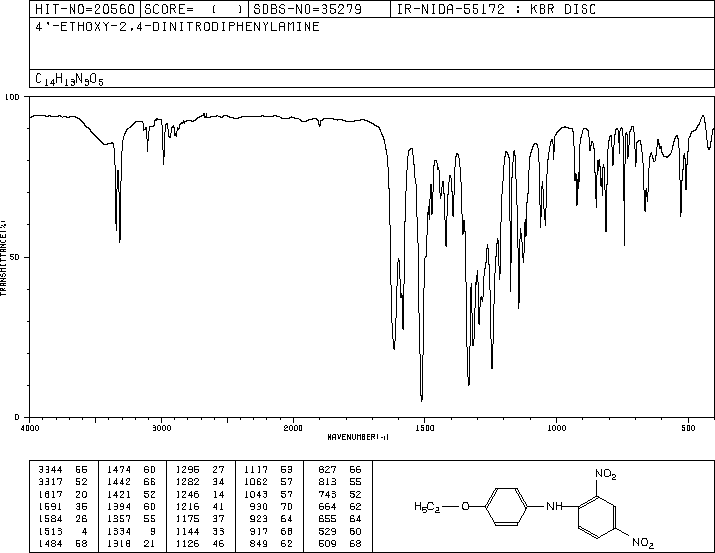 HIT-NO=20560 SCORE= ( ) SDBS-NO=35279 IR-NIDA-55172 : KBR DISC
4'-ETHOXY-2,4-DINITRODIPHENYLAMINE
C14H13N3O5
100
50
0
TRANSMITTANCE(%)
4000 3000 2000 1500 1000 500
WAVENUMBER(-1)
3344 56 1474 60 1296 27 1117 53 827 66
3317 52 1442 66 1282 34 1062 57 813 55
1617 20 1421 52 1246 14 1043 57 743 52
1591 35 1394 60 1216 41 930 70 664 62
1584 26 1357 55 1175 37 923 64 655 64
1513 4 1334 9 1144 33 917 68 529 60
1484 58 1318 21 1126 46 849 62 509 68
NO2
H5C2 O NH
NO2